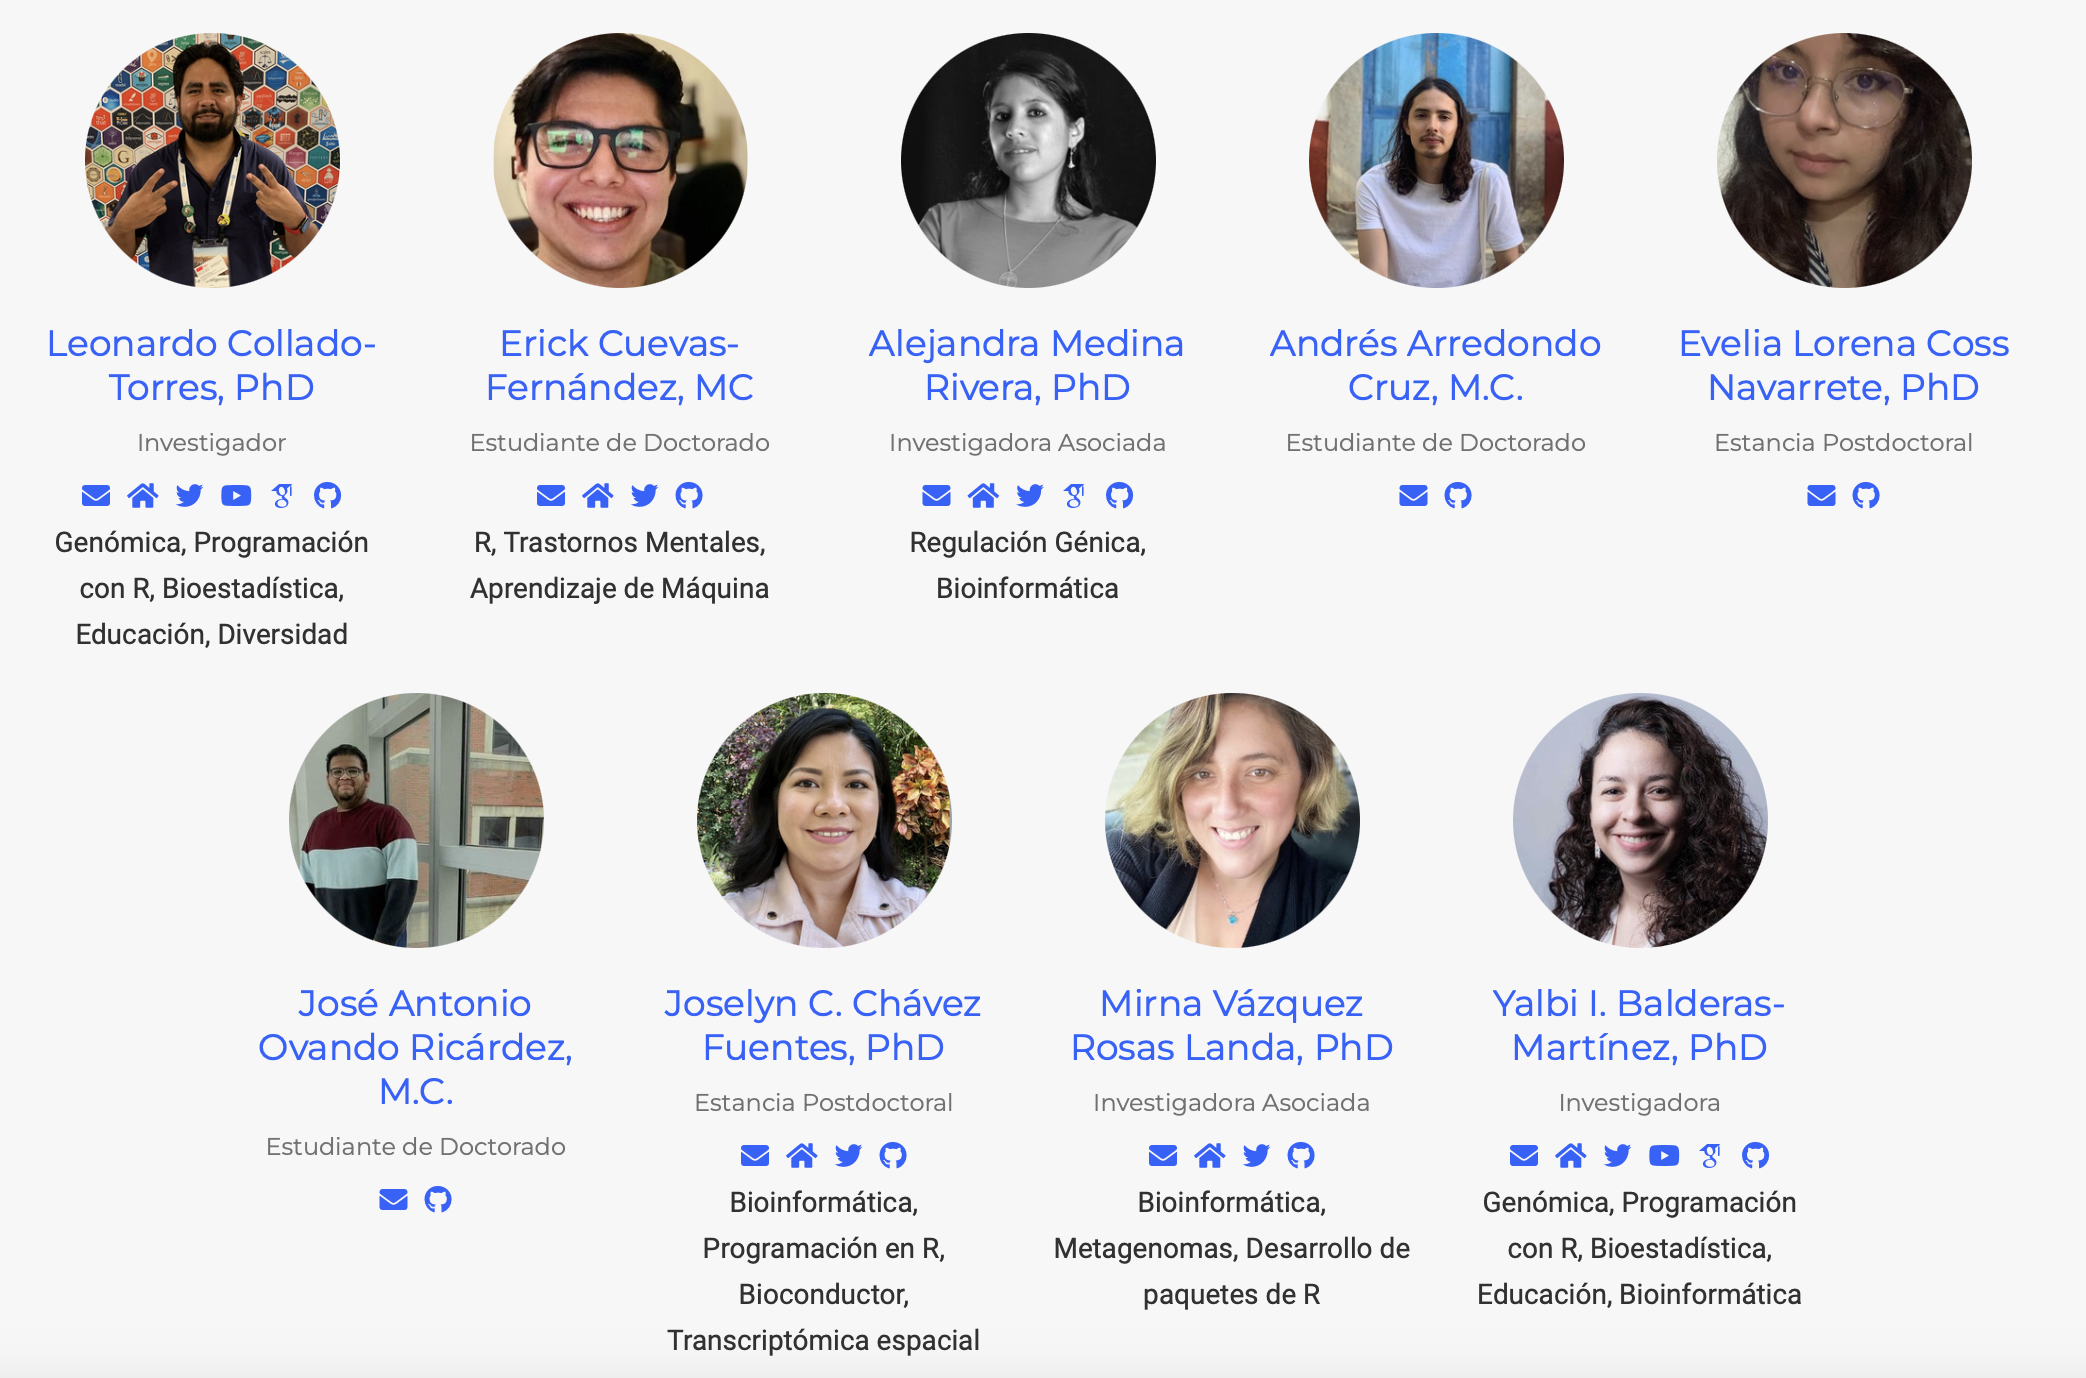 Leonardo Collado-
Torres, PhD
Investigador
Genómica, Programación
con R, Bioestadística,
Educación, Diversidad
Erick Cuevas-
Fernández, MC
Estudiante de Doctorado
R, Trastornos Mentales,
Aprendizaje de Máquina
Alejandra Medina
Rivera, PhD
Investigadora Asociada
Regulación Génica,
Bioinformática
Andrés Arredondo
Cruz, M.C.
Estudiante de Doctorado
Evelia Lorena Coss
Navarrete, PhD
Estancia Postdoctoral
José Antonio
Ovando Ricárdez,
M.C.
Estudiante de Doctorado
Joselyn C. Chávez
Fuentes, PhD
Estancia Postdoctoral
Bioinformática,
Programación en R,
Bioconductor,
Transcriptómica espacial
Mirna Vázquez
Rosas Landa, PhD
Investigadora Asociada
Bioinformática,
Metagenomas, Desarrollo de
paquetes de R
Yalbi I. Balderas-
Martínez, PhD
Investigadora
Genómica, Programación
con R, Bioestadística,
Educación, Bioinformática